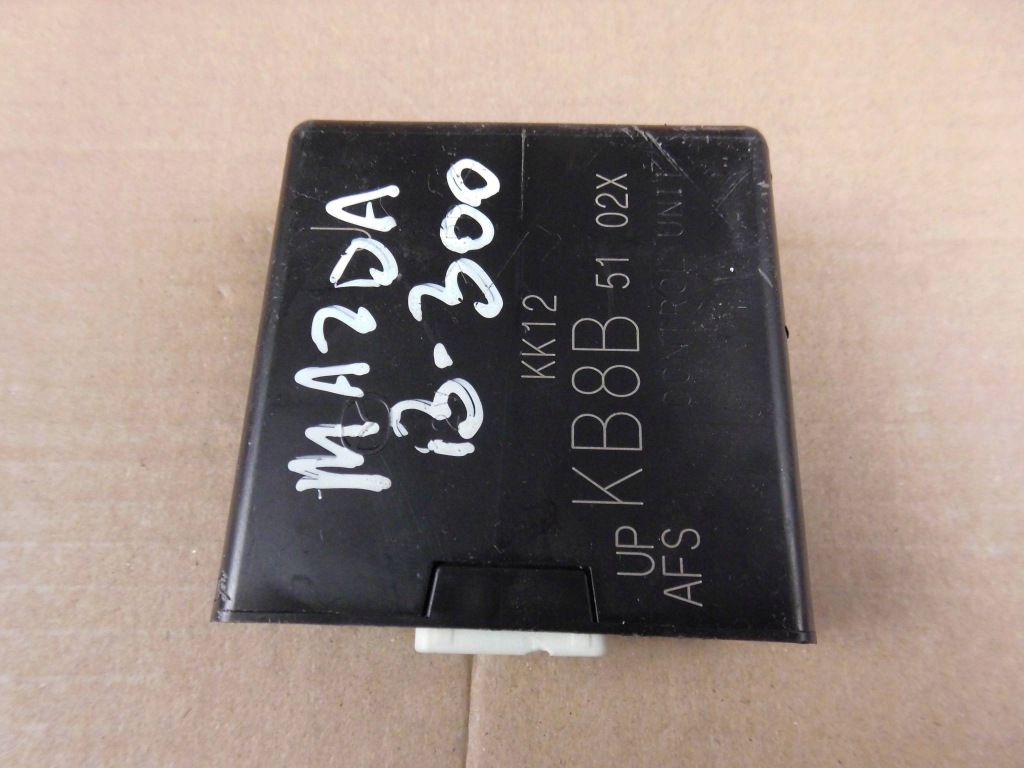 MAZDA
13-300
KK12
KB8B 51 02X
UP
AFS
CONTROL UNIT